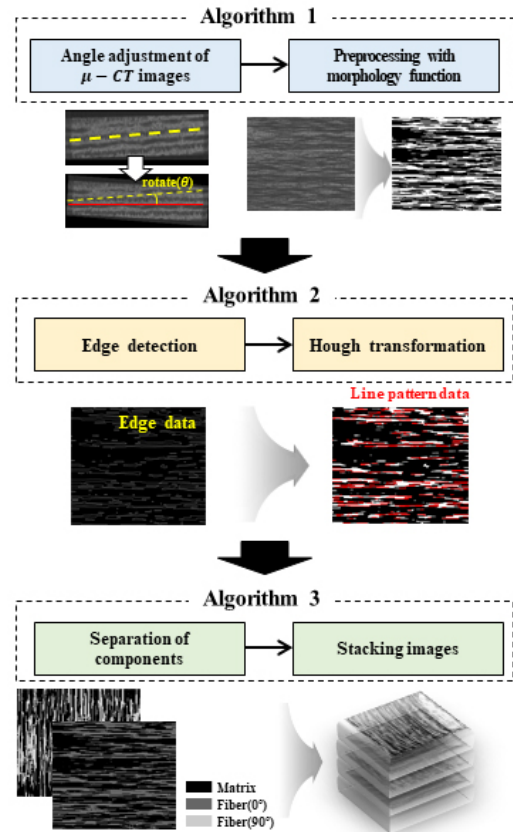 Algorithm 1
Angle adjustment of
μ − CT images
Preprocessing with
morphology function
rotate(θ)
Algorithm 2
Edge detection
Hough transformation
Edge data
Line pattern data
Algorithm 3
Separation of
components
Stacking images
Matrix
Fiber(0°)
Fiber(90°)